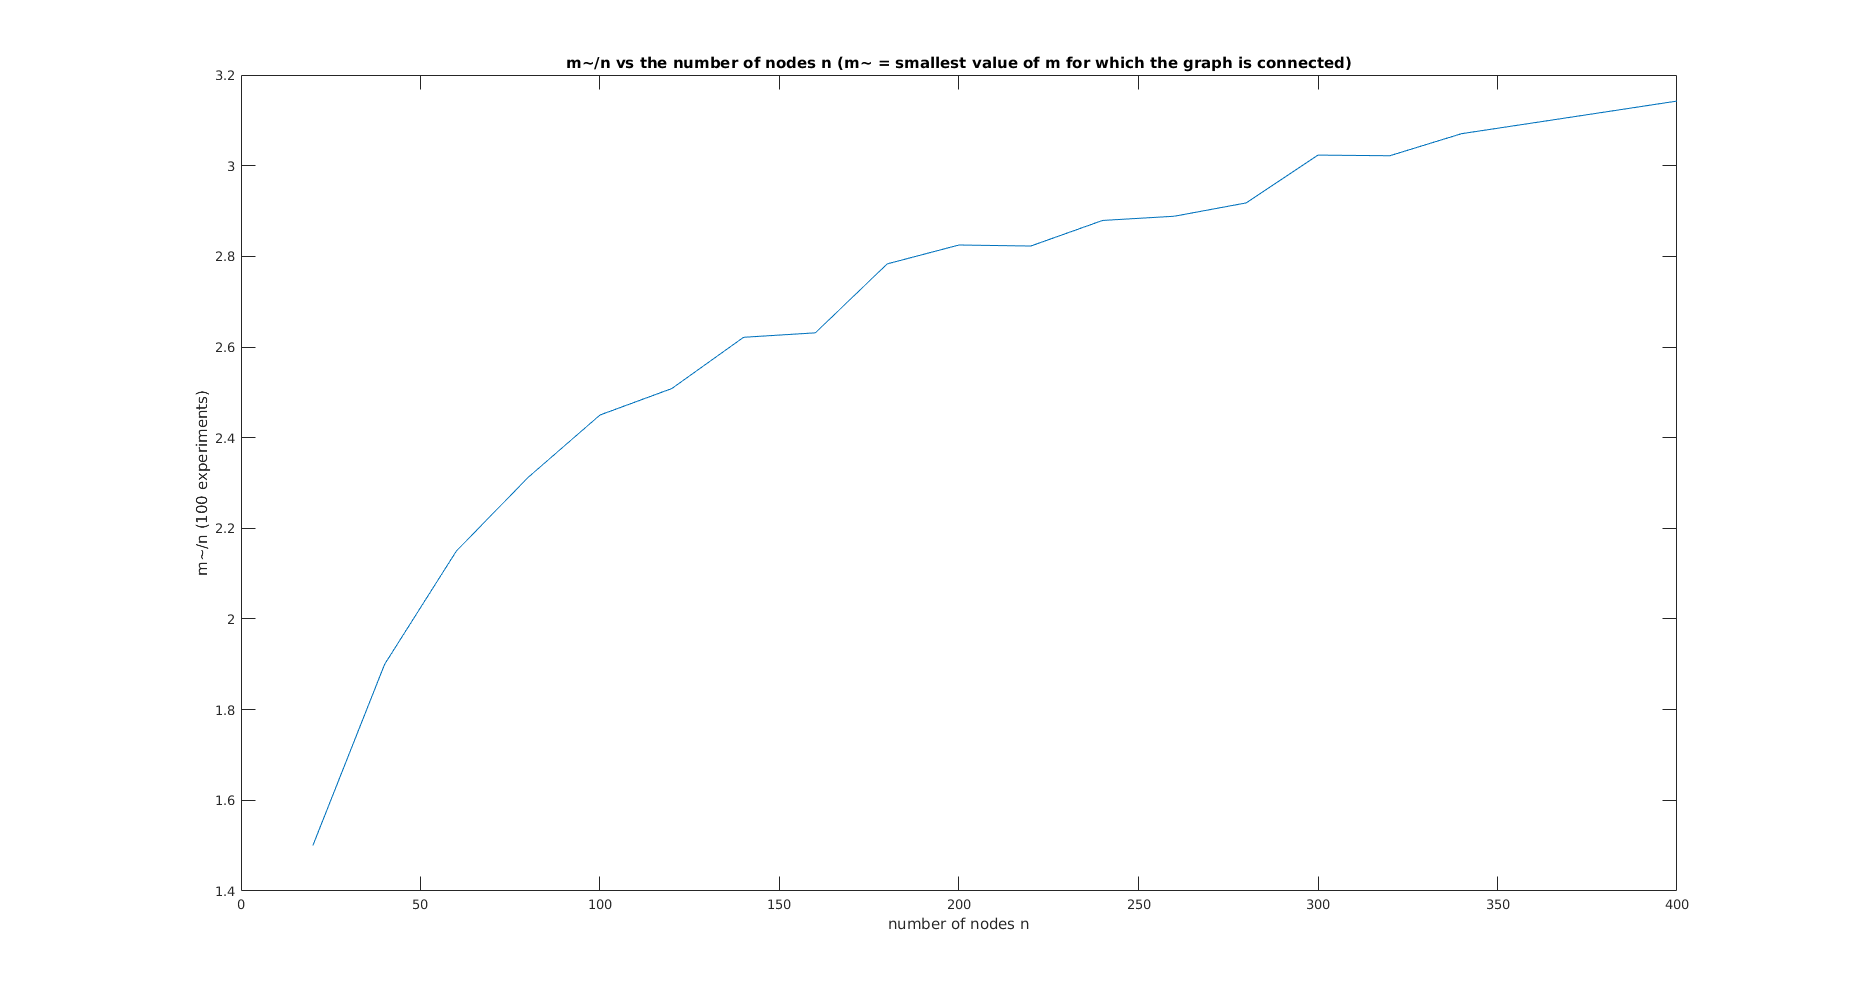 m~/n vs the number of nodes n (m~ = smallest value of m for which the graph is connected)
3.2
3
2.8
2.6
2.4
2.2
2
1.8
1.6
1.4
m~/n (100 experiments)
0 50 100 150 200 250 300 350 400
number of nodes n